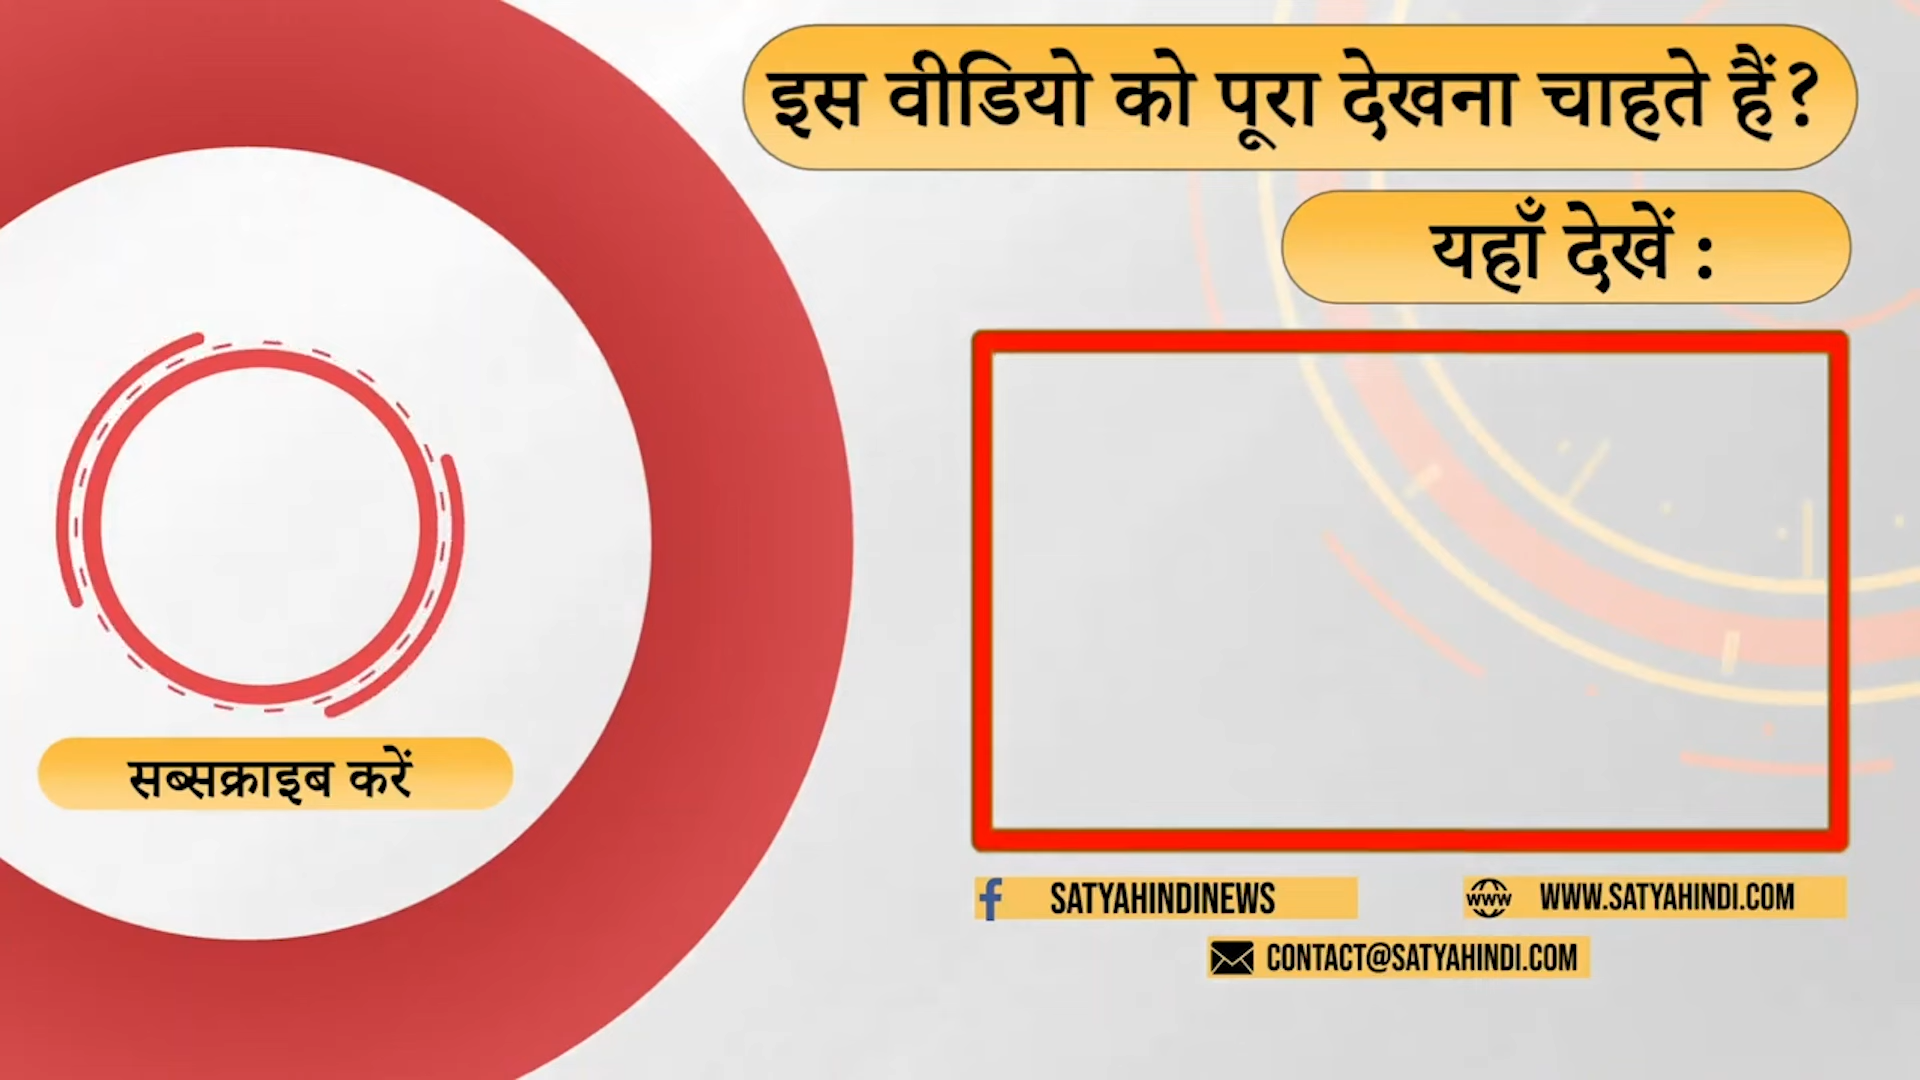 इस वीडियो को पूरा देखना चाहते हैं?
यहाँ देखें :
सब्सक्राइब करें
SATYAHINDINEWS
WWW.SATYAHINDI.COM
CONTACT@SATYAHINDI.COM